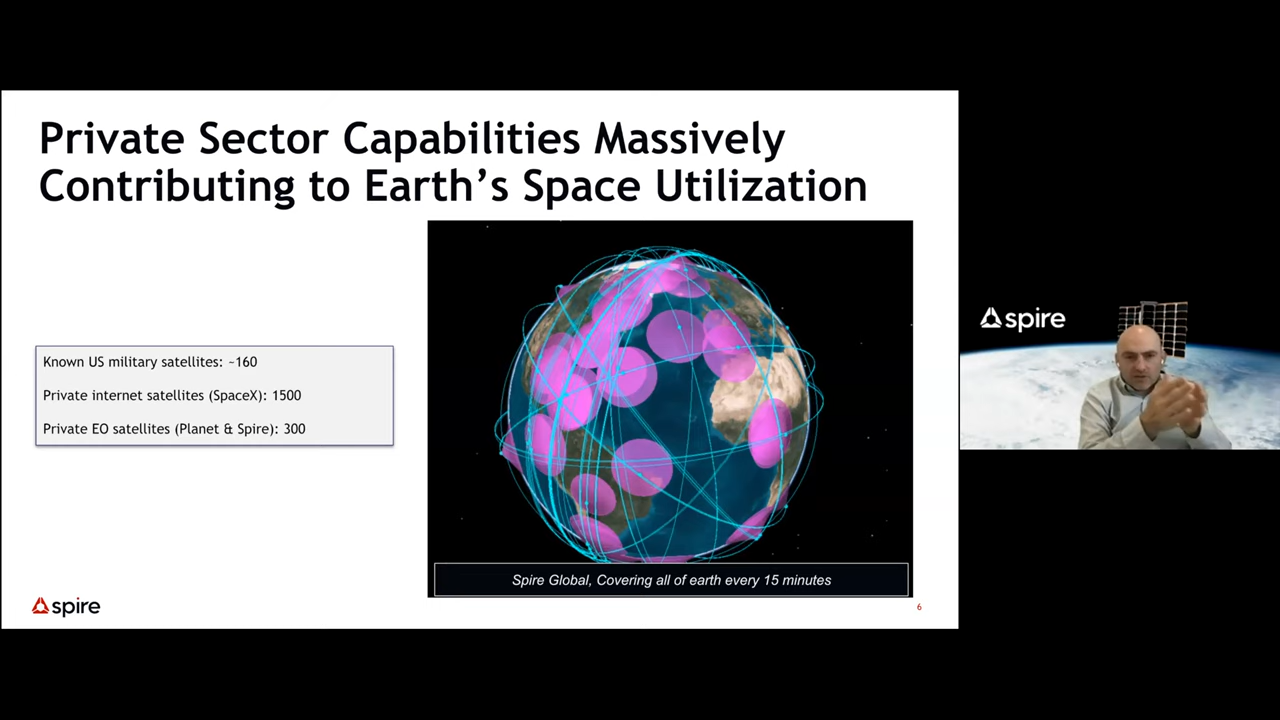 Private Sector Capabilities Massively
Contributing to Earth's Space Utilization
Known US military satellites: ~160
Private internet satellites (SpaceX): 1500
Private EO satellites (Planet & Spire): 300
Spire Global, Covering all of earth every 15 minutes
spire
6
spire